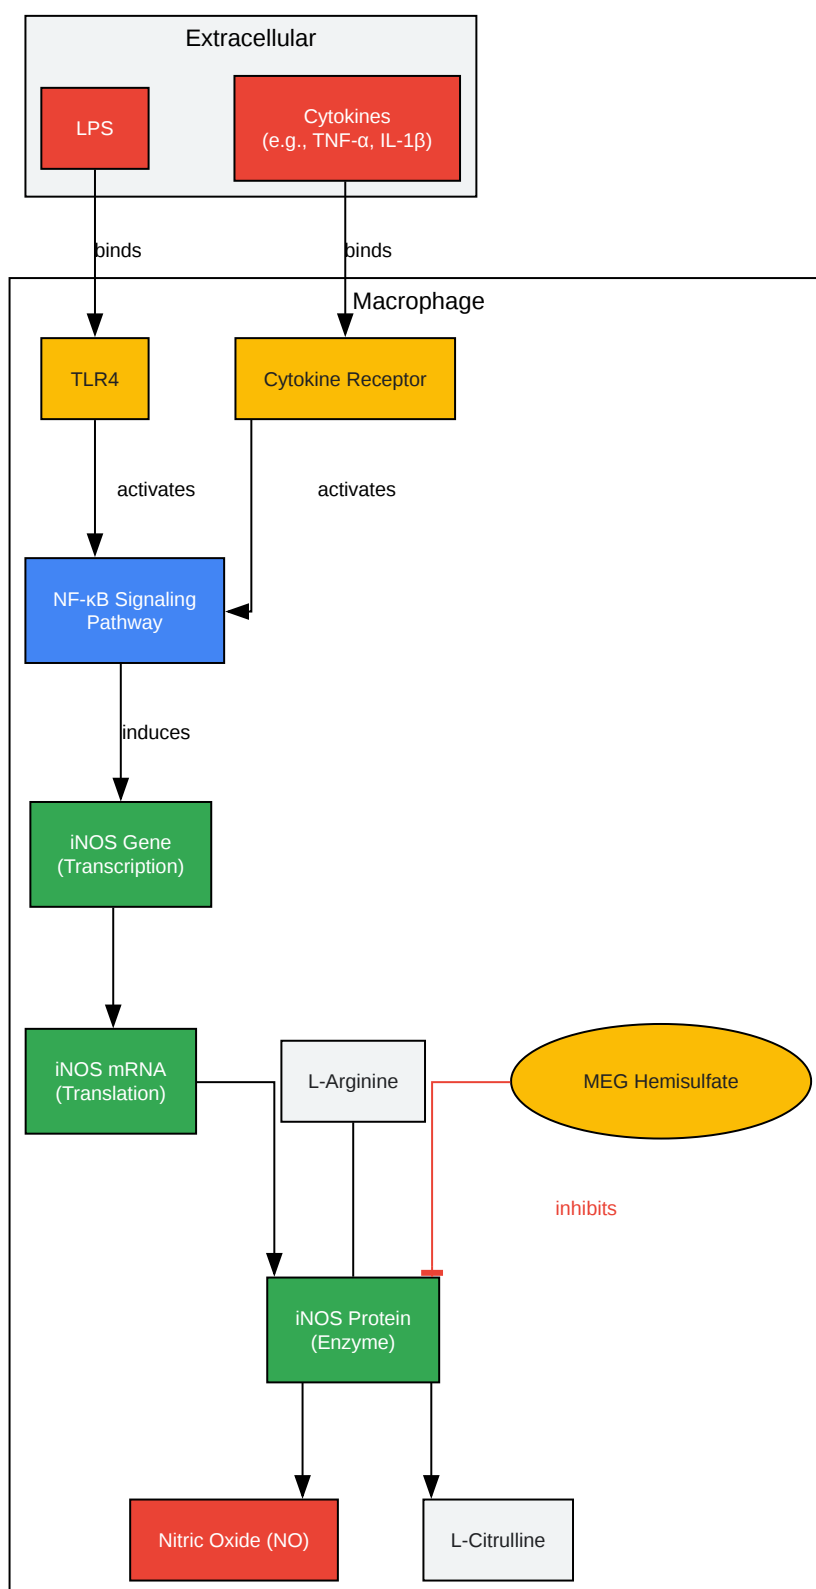 Extracellular
LPS
Cytokines
(e.g., TNF-α, IL-1β)
binds
binds
Macrophage
TLR4
Cytokine Receptor
activates
activates
NF-κB Signaling
Pathway
induces
iNOS Gene
(Transcription)
iNOS mRNA
(Translation)
L-Arginine
MEG Hemisulfate
inhibits
iNOS Protein
(Enzyme)
Nitric Oxide (NO)
L-Citrulline